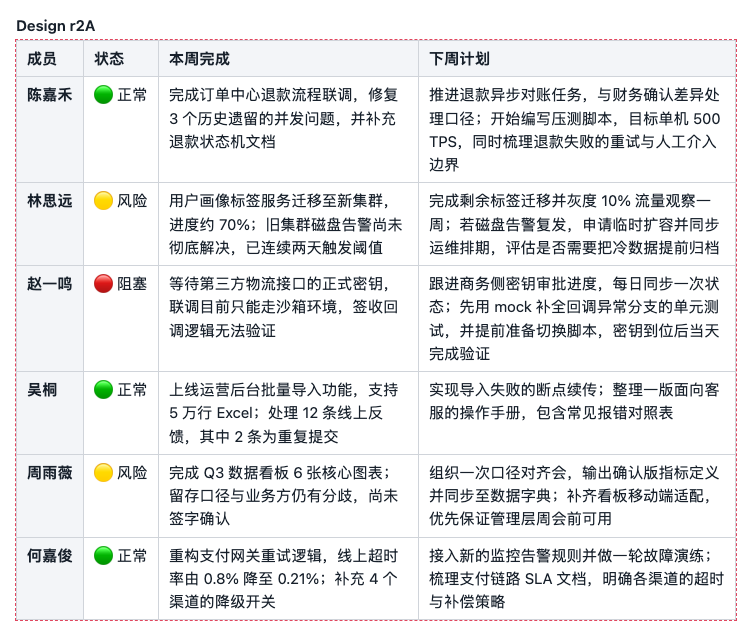 Design r2A
成员 状态 本周完成 下周计划
陈嘉禾 正常 完成订单中心退款流程联调，修复 推进退款异步对账任务，与财务确认差异处
3 个历史遗留的并发问题，并补充 理口径；开始编写压测脚本，目标单机 500
退款状态机文档 TPS，同时梳理退款失败的重试与人工介入
边界
林思远 风险 用户画像标签服务迁移至新集群， 完成剩余标签迁移并灰度 10% 流量观察一
进度约 70%；旧集群磁盘告警尚未 周；若磁盘告警复发，申请临时扩容并同步
彻底解决，已连续两天触发阈值 运维排期，评估是否需要把冷数据提前归档
赵一鸣 阻塞 等待第三方物流接口的正式密钥， 跟进商务侧密钥审批进度，每日同步一次状
联调目前只能走沙箱环境，签收回 态；先用 mock 补全回调异常分支的单元测
调逻辑无法验证 试，并提前准备切换脚本，密钥到位后当天
完成验证
吴桐 正常 上线运营后台批量导入功能，支持 实现导入失败的断点续传；整理一版面向客
5 万行 Excel；处理 12 条线上反 服的操作手册，包含常见报错对照表
馈，其中 2 条为重复提交
周雨薇 风险 完成 Q3 数据看板 6 张核心图表； 组织一次口径对齐会，输出确认版指标定义
留存口径与业务方仍有分歧，尚未 并同步至数据字典；补齐看板移动端适配，
签字确认 优先保证管理层周会前可用
何嘉俊 正常 重构支付网关重试逻辑，线上超时 接入新的监控告警规则并做一轮故障演练；
率由 0.8% 降至 0.21%；补充 4 个 梳理支付链路 SLA 文档，明确各渠道的超时
渠道的降级开关 与补偿策略